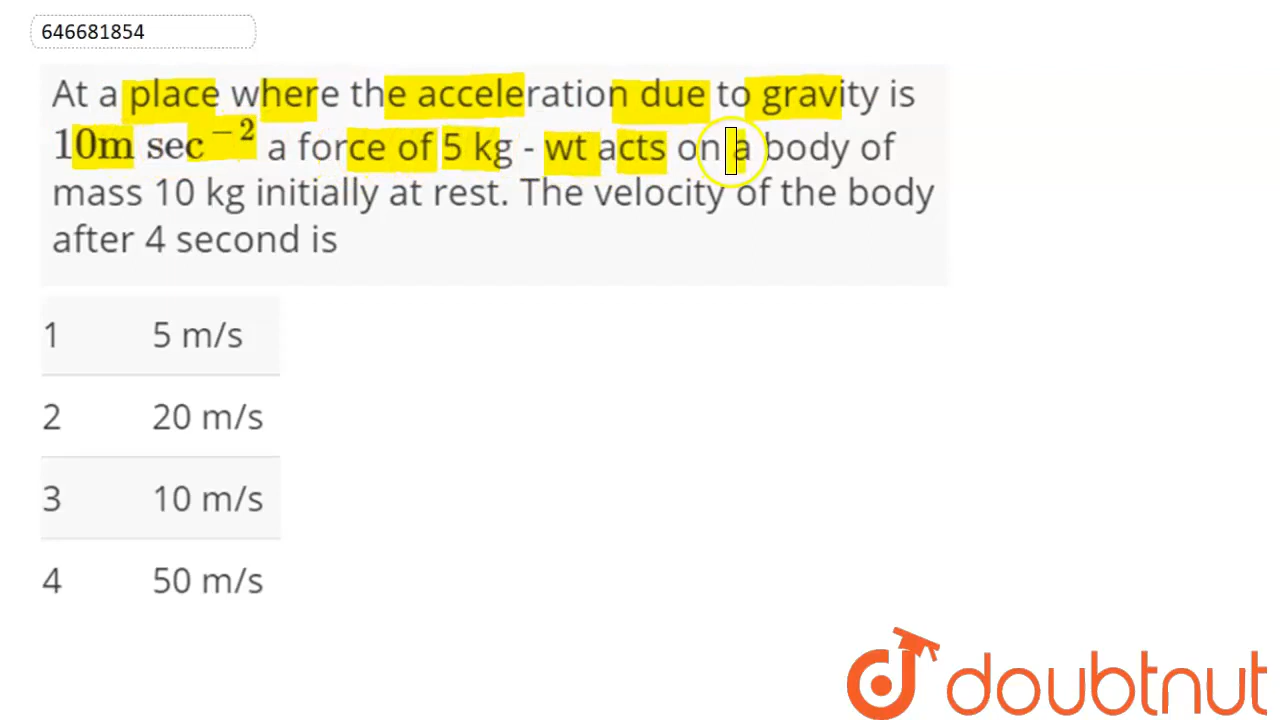 646681854
At a place where the acceleration due to gravity is
10m sec⁻² a force of 5 kg - wt acts on a body of
mass 10 kg initially at rest. The velocity of the body
after 4 second is
1 5 m/s
2 20 m/s
3 10 m/s
4 50 m/s
doubtnut